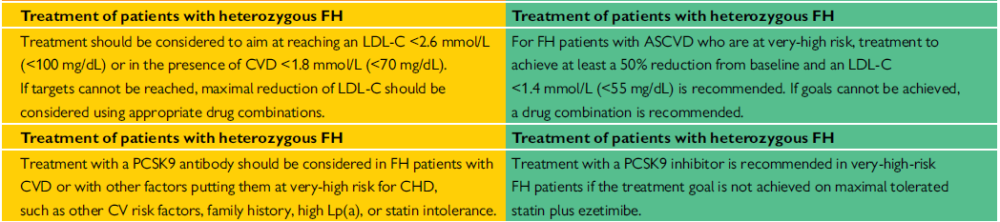 Treatment of patients with heterozygous FH
Treatment should be considered to aim at reaching an LDL-C <2.6 mmol/L
(<100 mg/dL) or in the presence of CVD <1.8 mmol/L (<70 mg/dL).
If targets cannot be reached, maximal reduction of LDL-C should be
considered using appropriate drug combinations.
Treatment of patients with heterozygous FH
For FH patients with ASCVD who are at very-high risk, treatment to
achieve at least a 50% reduction from baseline and an LDL-C
<1.4 mmol/L (<55 mg/dL) is recommended. If goals cannot be achieved,
a drug combination is recommended.
Treatment of patients with heterozygous FH
Treatment with a PCSK9 antibody should be considered in FH patients with
CVD or with other factors putting them at very-high risk for CHD,
such as other CV risk factors, family history, high Lp(a), or statin intolerance.
Treatment of patients with heterozygous FH
Treatment with a PCSK9 inhibitor is recommended in very-high-risk
FH patients if the treatment goal is not achieved on maximal tolerated
statin plus ezetimibe.